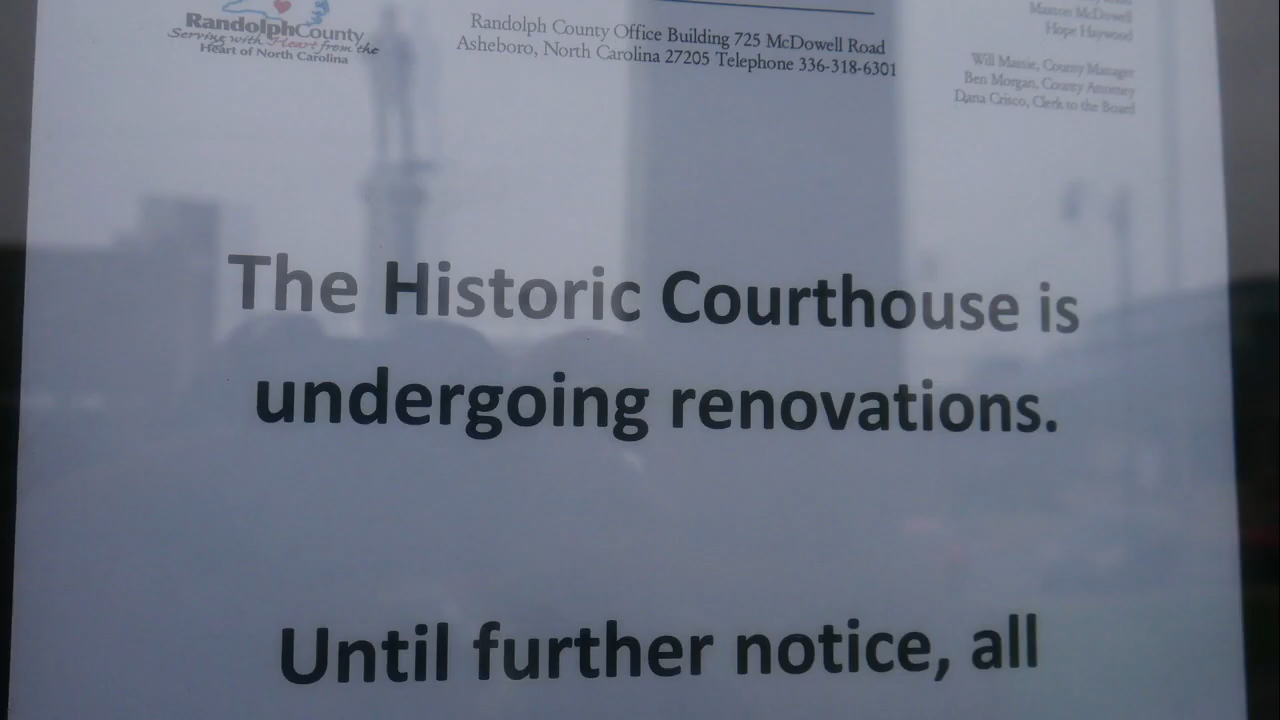 RandolphCounty
Serving with Heart from the
Heart of North Carolina
Randolph County Office Building 725 McDowell Road
Asheboro, North Carolina 27205 Telephone 336-318-6301
Maxton McDowell
Hope Haywood
Will Massie, County Manager
Ben Morgan, County Attorney
Dana Crisco, Clerk to the Board
The Historic Courthouse is
undergoing renovations.
Until further notice, all